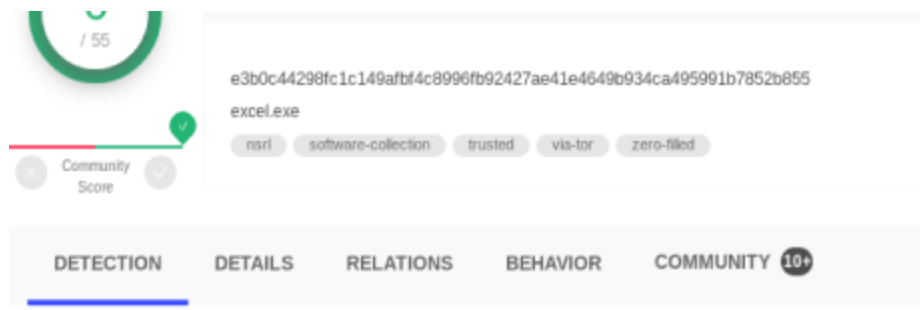 / 55
e3b0c44298fc1c149afbf4c8996fb92427ae41e4649b934ca495991b7852b855
excel.exe
nsrl software-collection trusted via-tor zero-filled
Community
Score
DETECTION DETAILS RELATIONS BEHAVIOR COMMUNITY 10+